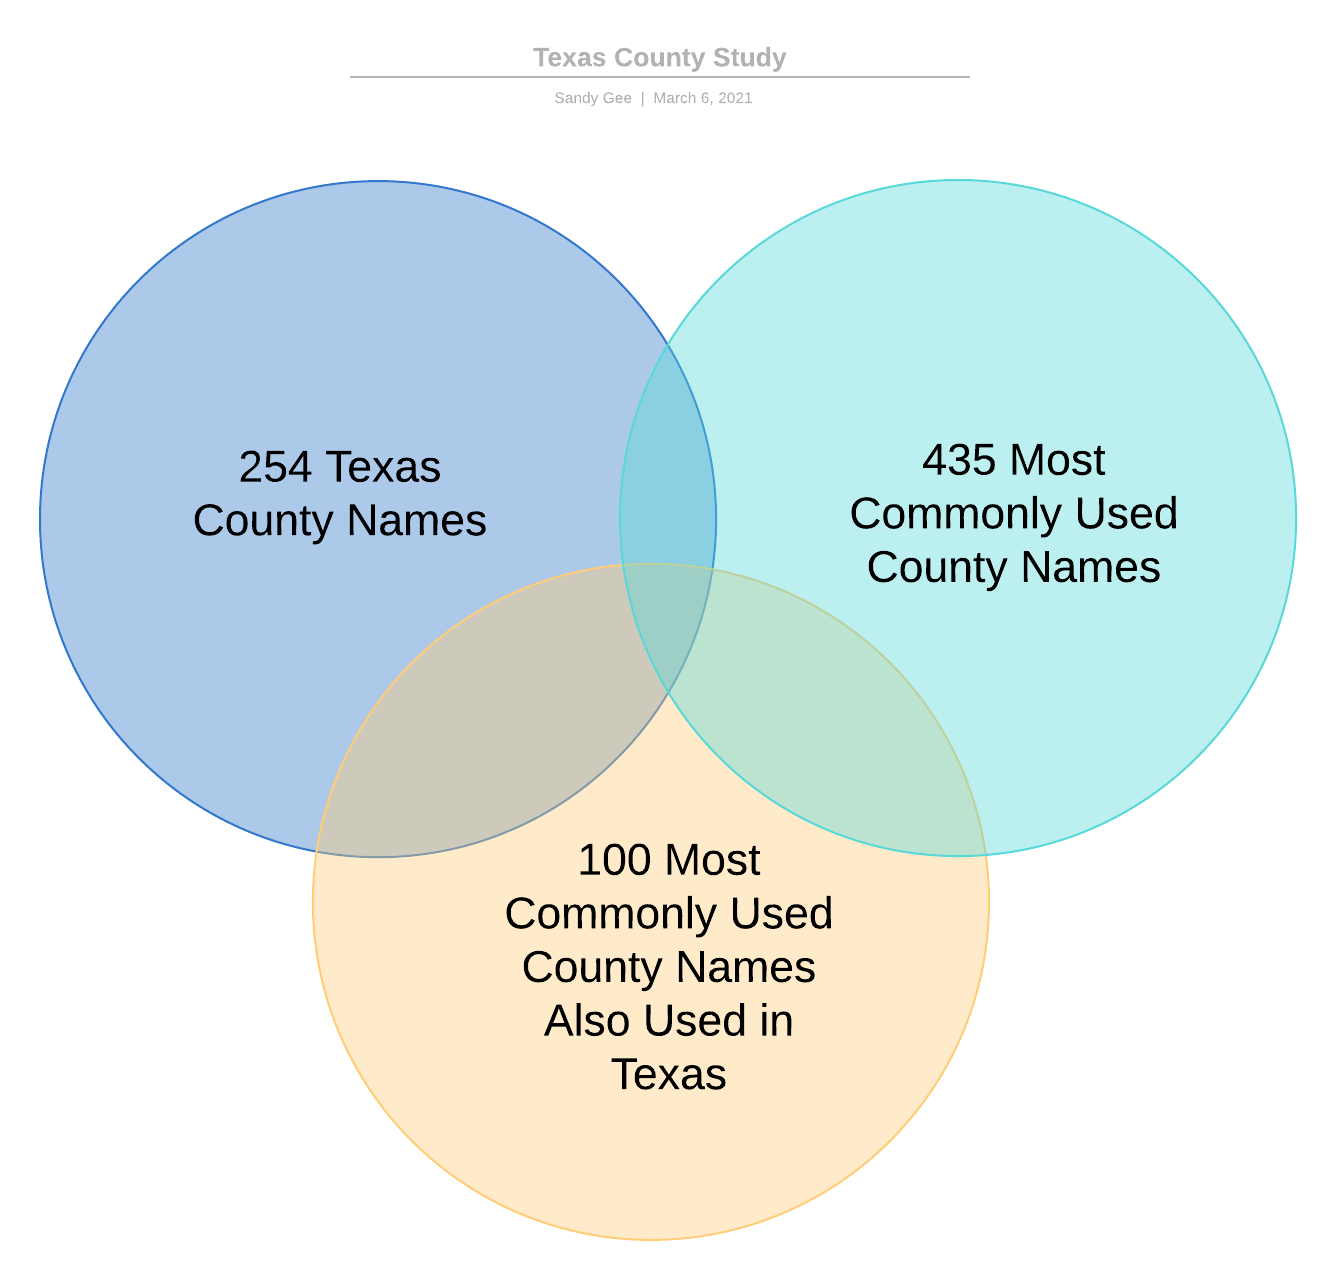 Texas County Study
Sandy Gee | March 6, 2021
254 Texas
County Names
435 Most
Commonly Used
County Names
100 Most
Commonly Used
County Names
Also Used in
Texas